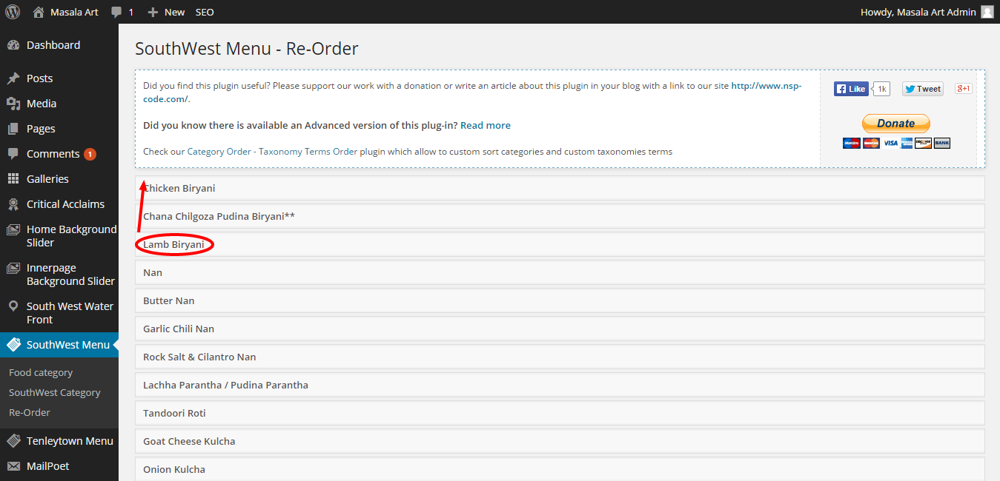 Masala Art 1 New SEO Howdy, Masala Art Admin
Dashboard
Posts
Media
Pages
Comments 1
Galleries
Critical Acclaims
Home Background
Slider
Innerpage
Background Slider
South West Water
Front
SouthWest Menu
Food category
SouthWest Category
Re-Order
Tenleytown Menu
MailPoet
SouthWest Menu - Re-Order
Did you find this plugin useful? Please support our work with a donation or write an article about this plugin in your blog with a link to our site http://www.nsp-
code.com/.
Did you know there is available an Advanced version of this plug-in? Read more
Check our Category Order - Taxonomy Terms Order plugin which allow to custom sort categories and custom taxonomies terms
Like 1k Tweet g+1
Donate
Maestro MasterCard VISA DISCOVER BANK
Chicken Biryani
Chana Chilgoza Pudina Biryani**
Lamb Biryani
Nan
Butter Nan
Garlic Chili Nan
Rock Salt & Cilantro Nan
Lachha Parantha / Pudina Parantha
Tandoori Roti
Goat Cheese Kulcha
Onion Kulcha